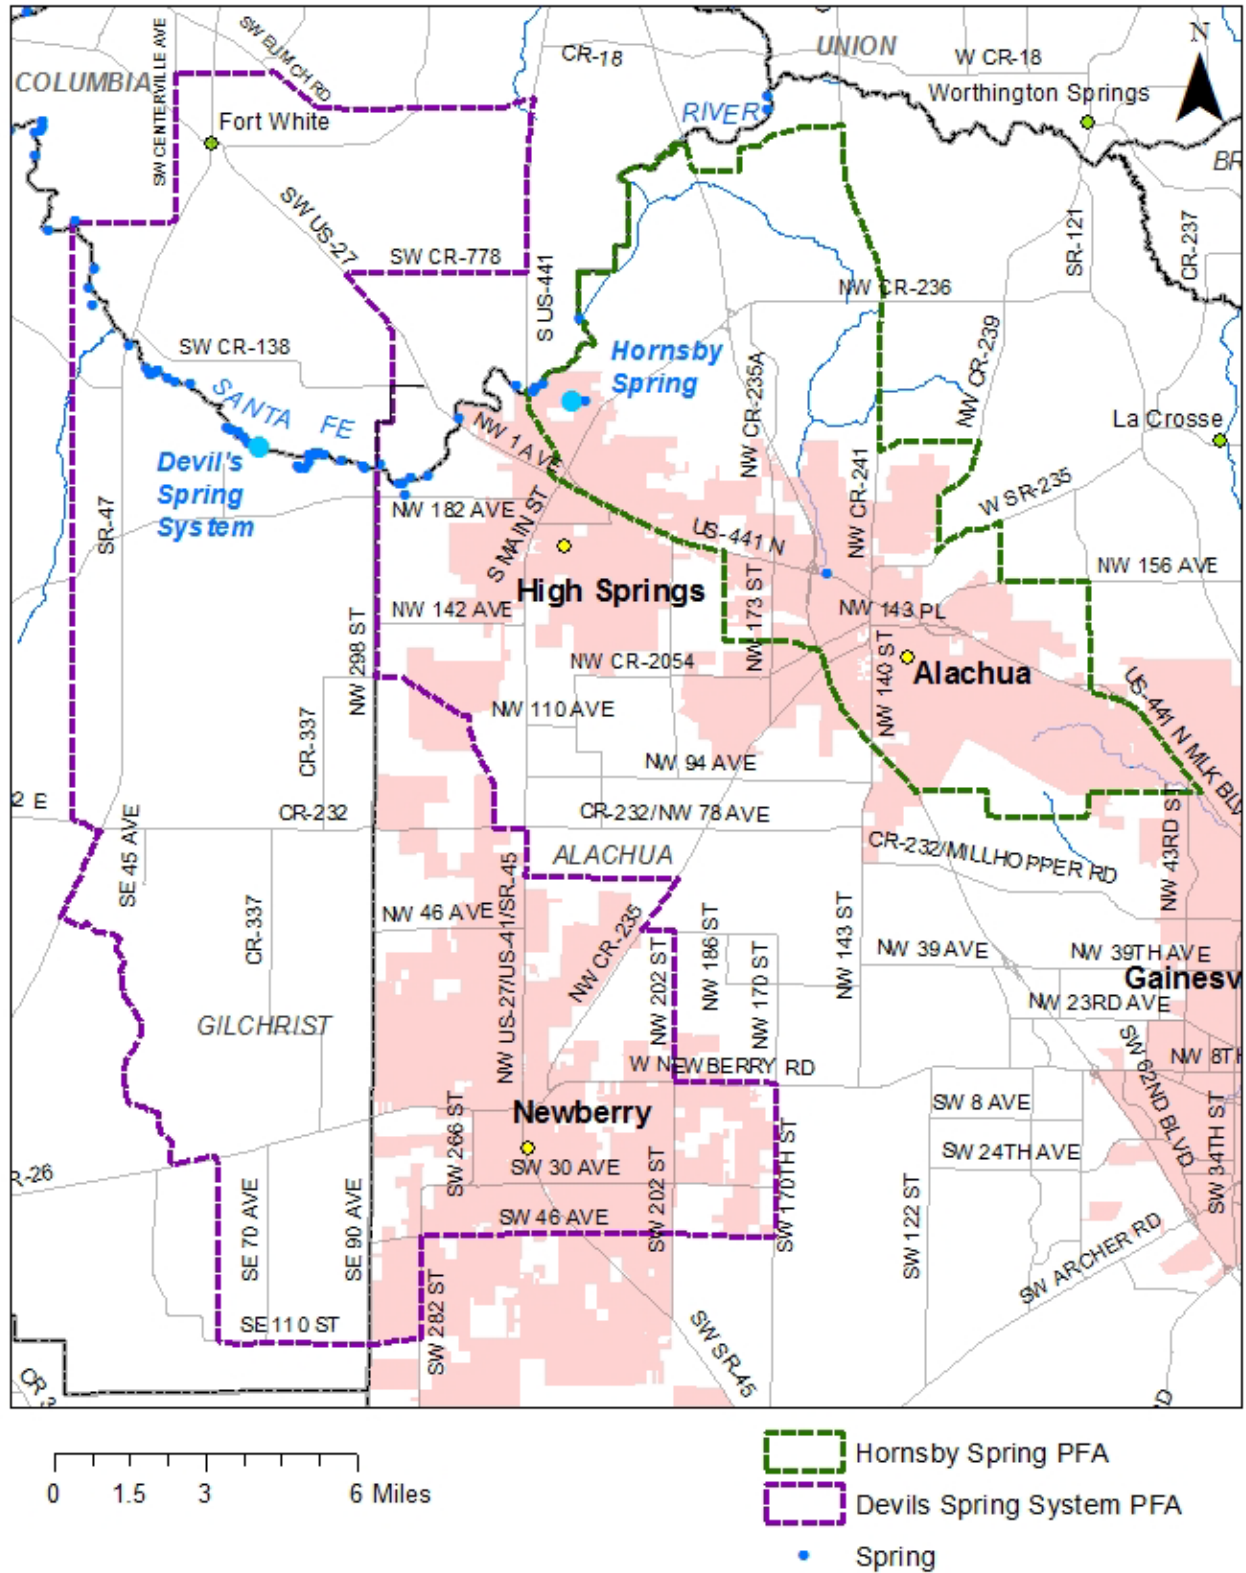 N
SW ELIM CH RD
CR-18
UNION
W CR-18
COLUMBIA
SW CENTERVILLE AVE
Worthington Springs
RIVER
Fort White
BR
SW US-27
SR-121
CR-237
SW CR-778
S US-441
NW CR-236
SW CR-138
Hornsby
Spring
NW CR-239
NW CR-235A
SANTA FE
La Crosse
NW 1 AVE
Devil's
Spring
System
NW CR-241
W SR-235
SR-47
NW 182 AVE
S MAIN ST
US-441 N
NW 156 AVE
High Springs
NW 173 ST
NW 142 AVE
NW 143 PL
NW 298 ST
NW CR-2054
NW 140 ST
Alachua
US-441 N MLK BLV
NW 110 AVE
CR-337
NW 94 AVE
2 E
CR-232
CR-232/NW 78 AVE
SE 45 AVE
ALACHUA
CR-232/MILLHOPPER RD
NW 43RD ST
NW US-27/US-41/SR-45
NW 46 AVE
CR-337
NW CR-235
NW 202 ST
NW 186 ST
NW 170 ST
NW 143 ST
NW 39 AVE
NW 39TH AVE
Gainesv
GILCHRIST
NW 23RD AVE
SW 62ND BLVD
NW 8TH
W NEWBERRY RD
Newberry
SW 8 AVE
SW 266 ST
SW 34TH ST
SW 30 AVE
SW 24TH AVE
R-26
SE 70 AVE
SE 90 AVE
SW 202 ST
SW 170TH ST
SW 122 ST
SW 46 AVE
SW ARCHER RD
SE 110 ST
SW 282 ST
SW SR-45
CR-3
D
0 1.5 3 6 Miles
Hornsby Spring PFA
Devils Spring System PFA
Spring